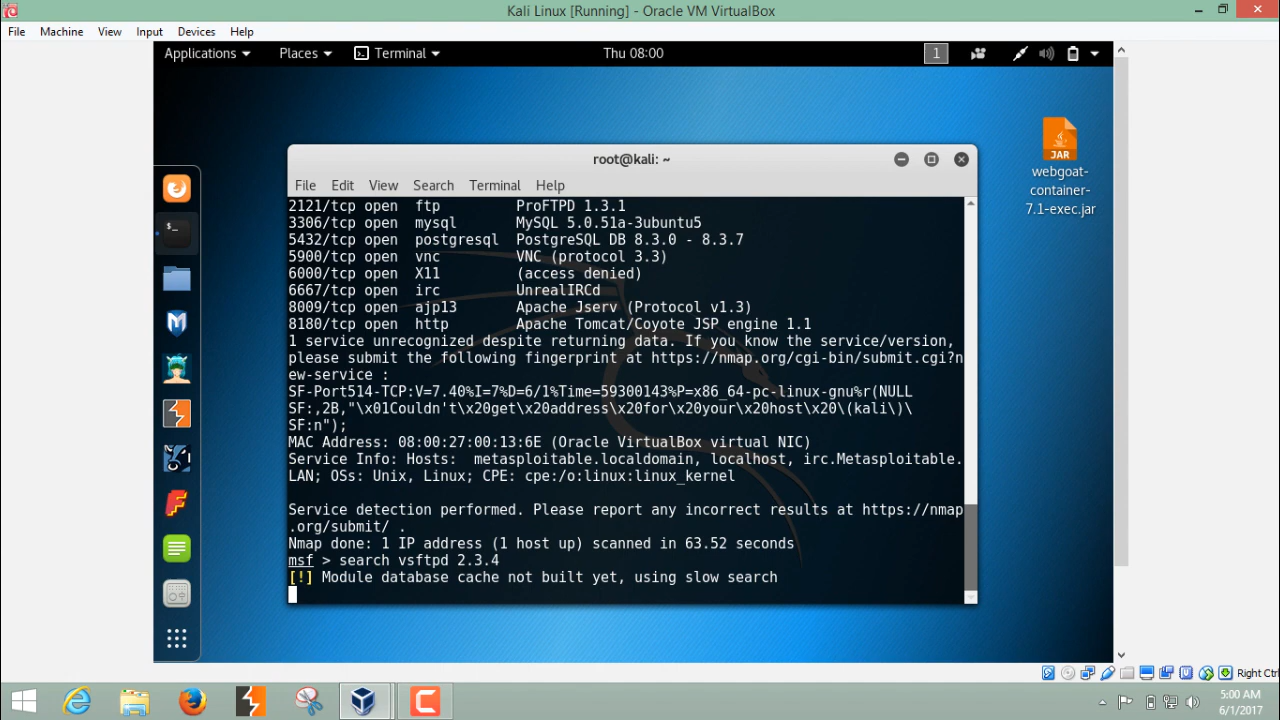 Kali Linux [Running] - Oracle VM VirtualBox
File Machine View Input Devices Help
Applications Places Terminal Thu 08:00 1
JAR
webgoat-
container-
7.1-exec.jar
root@kali: ~
File Edit View Search Terminal Help
2121/tcp open ftp ProFTPD 1.3.1
3306/tcp open mysql MySQL 5.0.51a-3ubuntu5
5432/tcp open postgresql PostgreSQL DB 8.3.0 - 8.3.7
5900/tcp open vnc VNC (protocol 3.3)
6000/tcp open X11 (access denied)
6667/tcp open irc UnrealIRCd
8009/tcp open ajp13 Apache Jserv (Protocol v1.3)
8180/tcp open http Apache Tomcat/Coyote JSP engine 1.1
1 service unrecognized despite returning data. If you know the service/version,
please submit the following fingerprint at https://nmap.org/cgi-bin/submit.cgi?n
ew-service :
SF-Port514-TCP:V=7.40%I=7%D=6/1%Time=59300143%P=x86_64-pc-linux-gnu%r(NULL
SF:,2B,"\x01Couldn't\x20get\x20address\x20for\x20your\x20host\x20\(kali\)\
SF:n");
MAC Address: 08:00:27:00:13:6E (Oracle VirtualBox virtual NIC)
Service Info: Hosts:  metasploitable.localdomain, localhost, irc.Metasploitable.
LAN; OSs: Unix, Linux; CPE: cpe:/o:linux:linux_kernel
Service detection performed. Please report any incorrect results at https://nmap
.org/submit/ .
Nmap done: 1 IP address (1 host up) scanned in 63.52 seconds
msf > search vsftpd 2.3.4
[!] Module database cache not built yet, using slow search
Right Ctrl
5:00 AM
6/1/2017